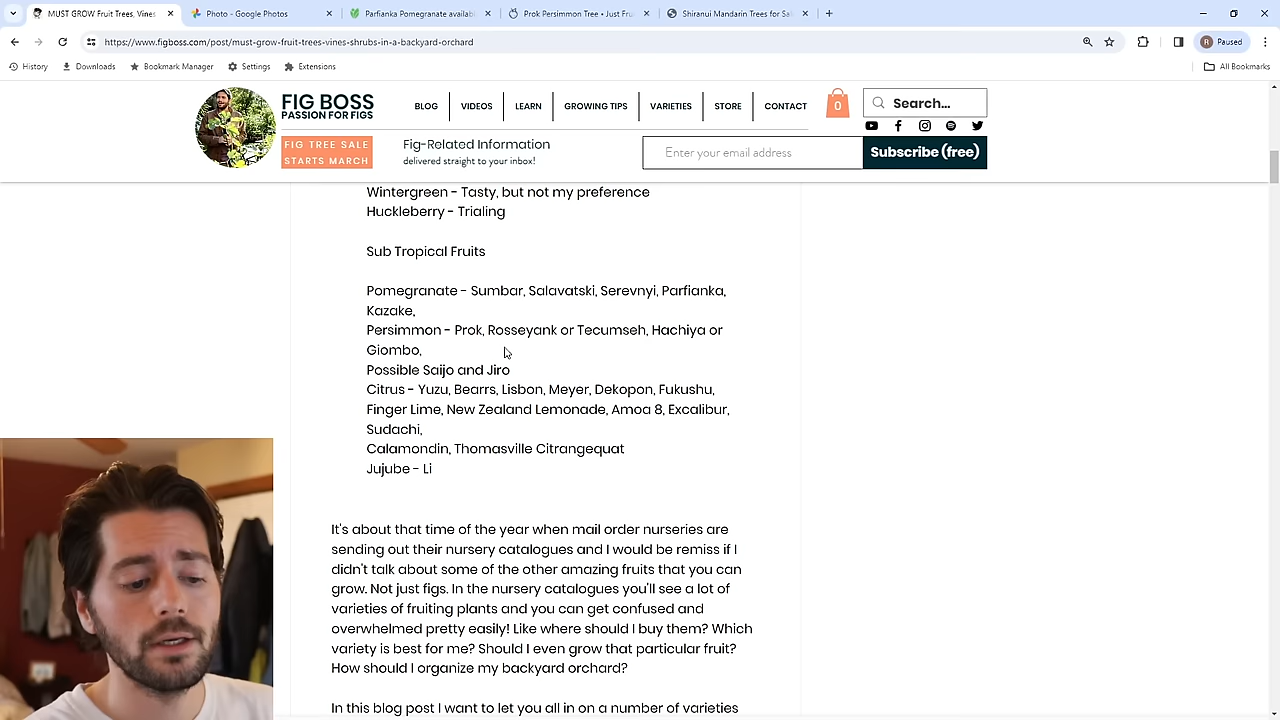 MUST GROW Fruit Trees, Vines
Photo - Google Photos
Parfianka Pomegranate availabl
Prok Persimmon Tree • Just Fru
Shiranui Mandarin Trees for Sal
https://www.figboss.com/post/must-grow-fruit-trees-vines-shrubs-in-a-backyard-orchard
R Paused
History
Downloads
Bookmark Manager
Settings
Extensions
All Bookmarks
FIG BOSS
PASSION FOR FIGS
BLOG
VIDEOS
LEARN
GROWING TIPS
VARIETIES
STORE
CONTACT
0
Search...
FIG TREE SALE
STARTS MARCH
Fig-Related Information
delivered straight to your inbox!
Enter your email address
Subscribe (free)
Wintergreen - Tasty, but not my preference
Huckleberry - Trialing
Sub Tropical Fruits
Pomegranate - Sumbar, Salavatski, Serevnyi, Parfianka,
Kazake,
Persimmon - Prok, Rosseyank or Tecumseh, Hachiya or
Giombo,
Possible Saijo and Jiro
Citrus - Yuzu, Bearrs, Lisbon, Meyer, Dekopon, Fukushu,
Finger Lime, New Zealand Lemonade, Amoa 8, Excalibur,
Sudachi,
Calamondin, Thomasville Citrangequat
Jujube - Li
It's about that time of the year when mail order nurseries are
sending out their nursery catalogues and I would be remiss if I
didn't talk about some of the other amazing fruits that you can
grow. Not just figs. In the nursery catalogues you'll see a lot of
varieties of fruiting plants and you can get confused and
overwhelmed pretty easily! Like where should I buy them? Which
variety is best for me? Should I even grow that particular fruit?
How should I organize my backyard orchard?
In this blog post I want to let you all in on a number of varieties